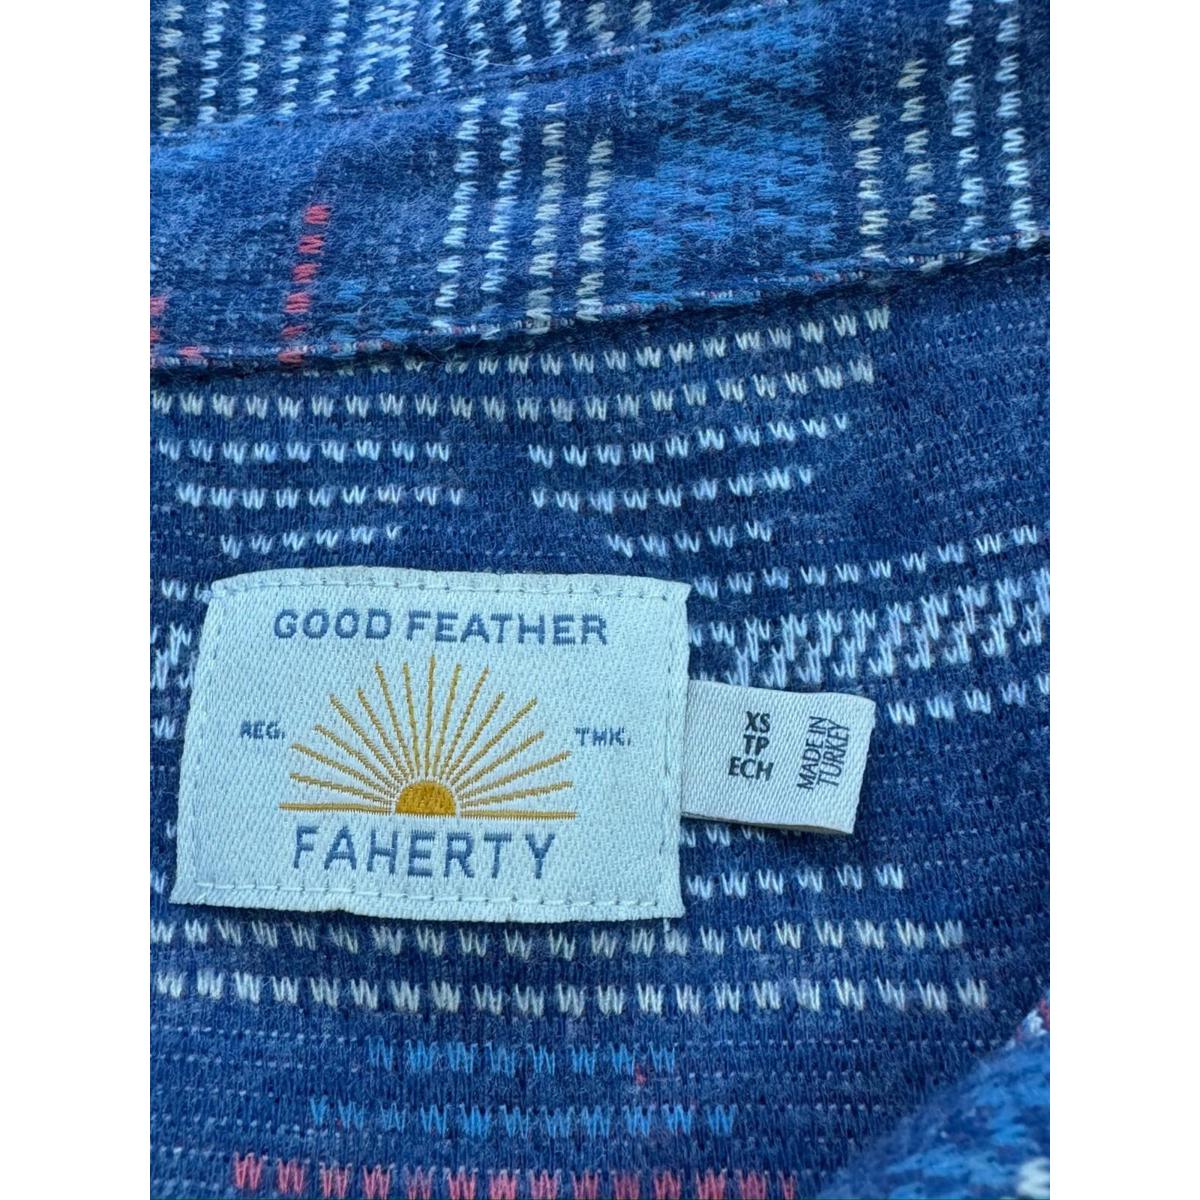 GOOD FEATHER
REG. TMK.
FAHERTY
XS
TP
ECH
MADE IN
TURKEY